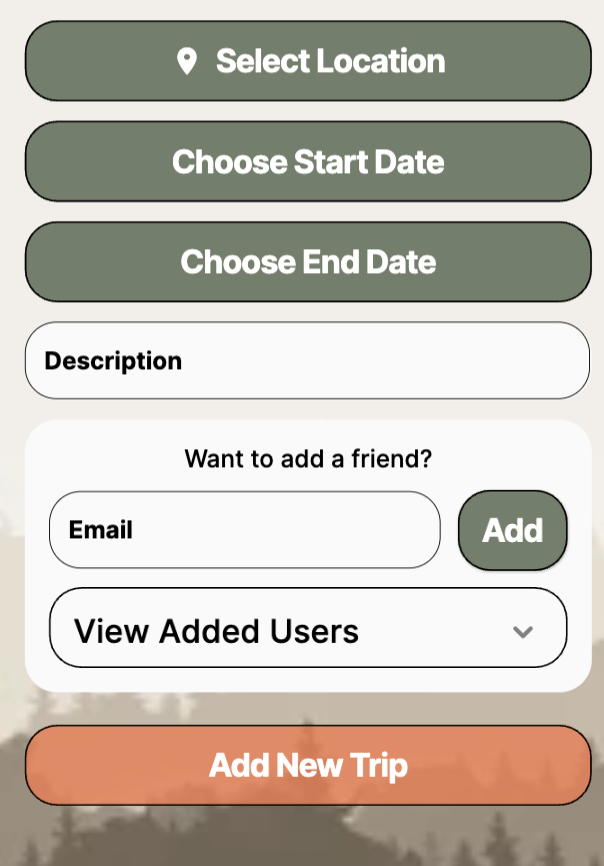 Select Location
Choose Start Date
Choose End Date
Description
Want to add a friend?
Email
Add
View Added Users
Add New Trip